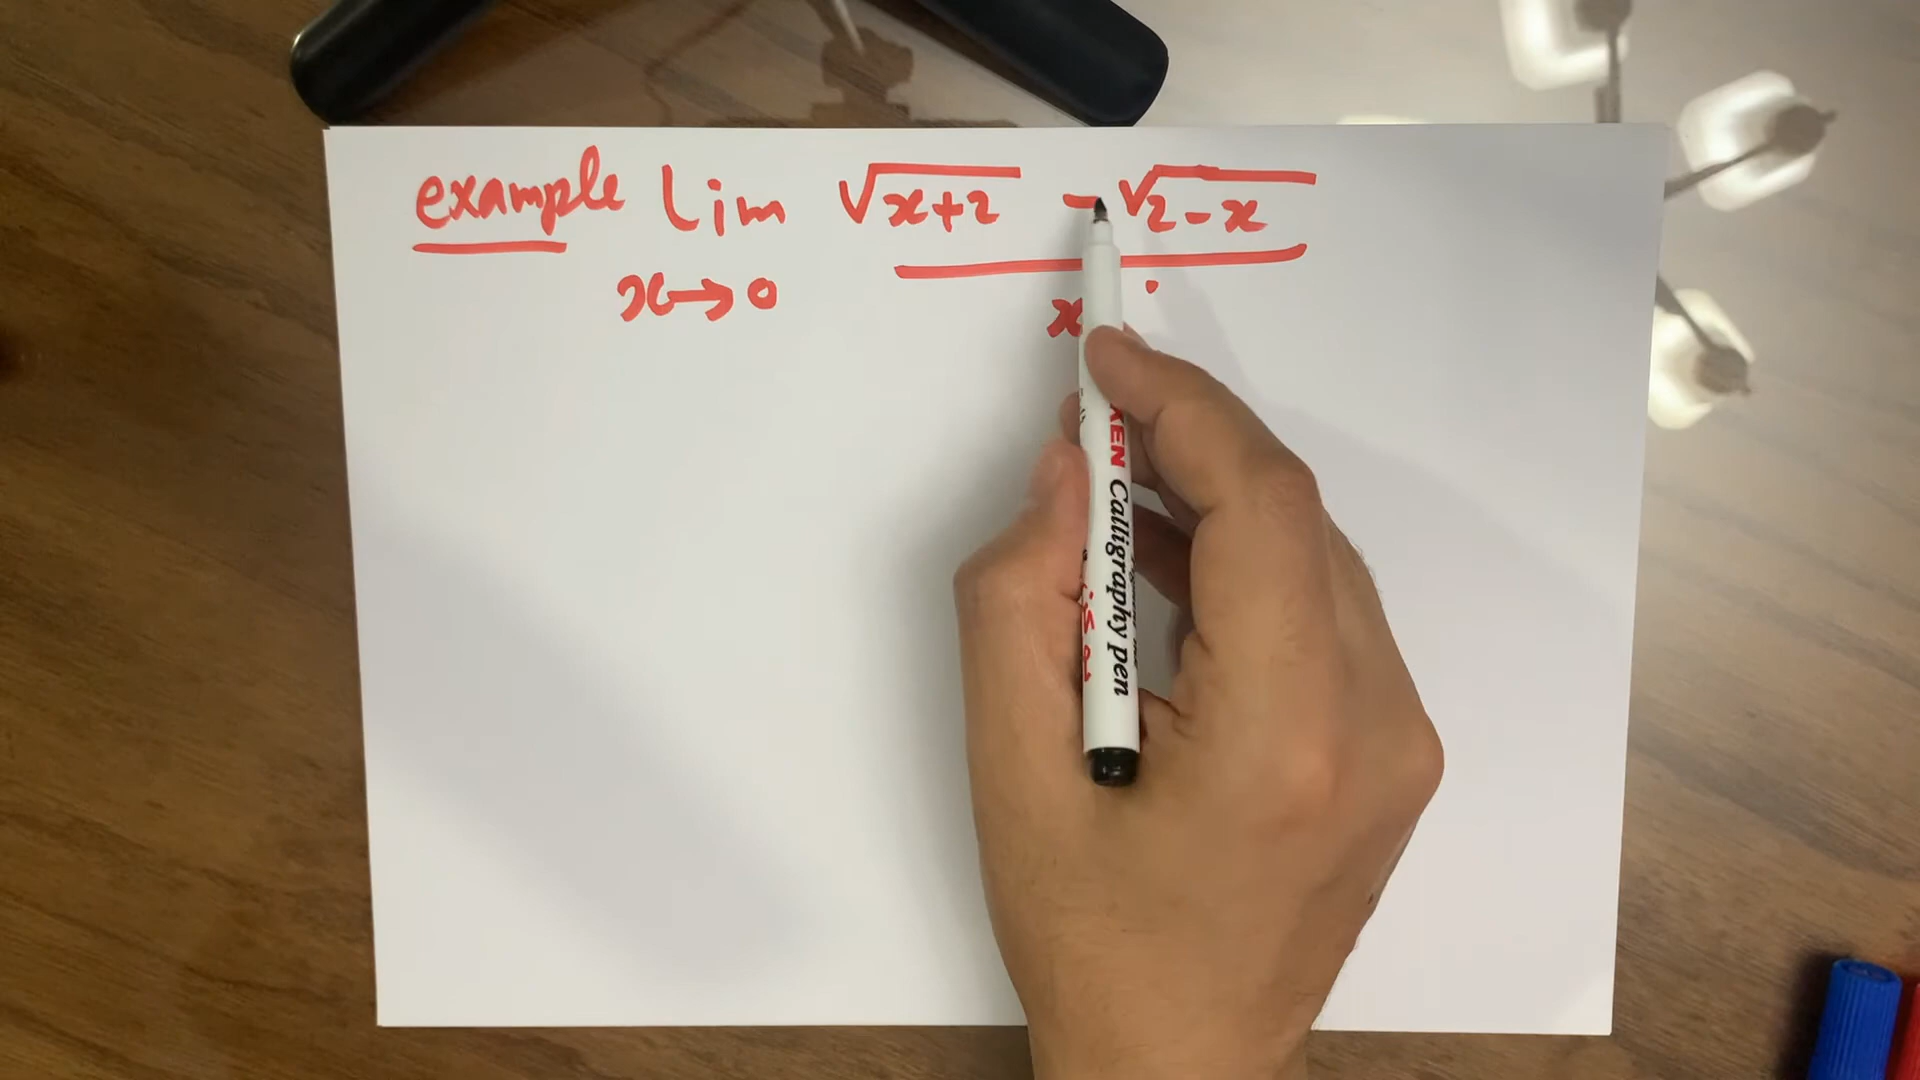 example Lim √x+2 - √2-x
x→0 x
Calligraphy pen